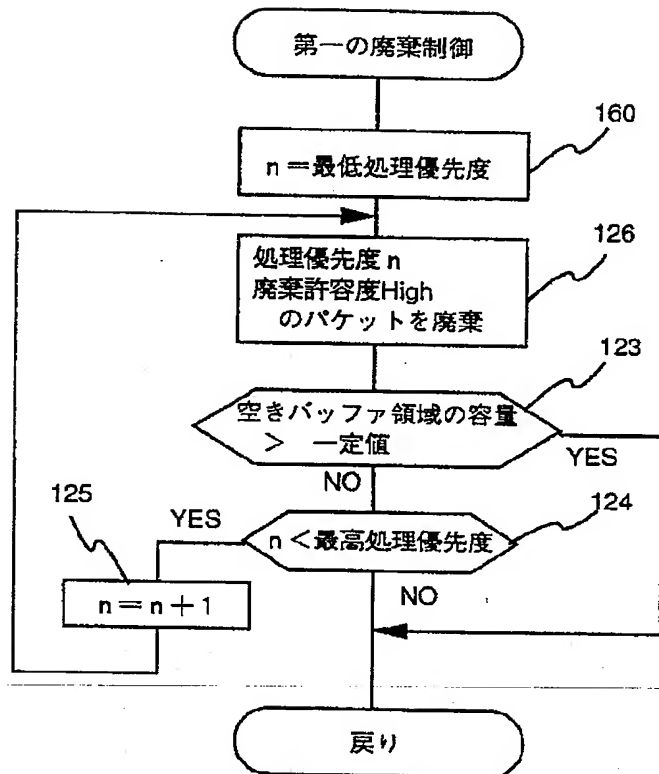 第一の廃棄制御
160
n＝最低処理優先度
126
処理優先度n
廃棄許容度High
のパケットを廃棄
123
空きバッファ領域の容量
＞ 一定値
YES
NO
125
YES
124
n＜最高処理優先度
n＝n＋1
NO
戻り